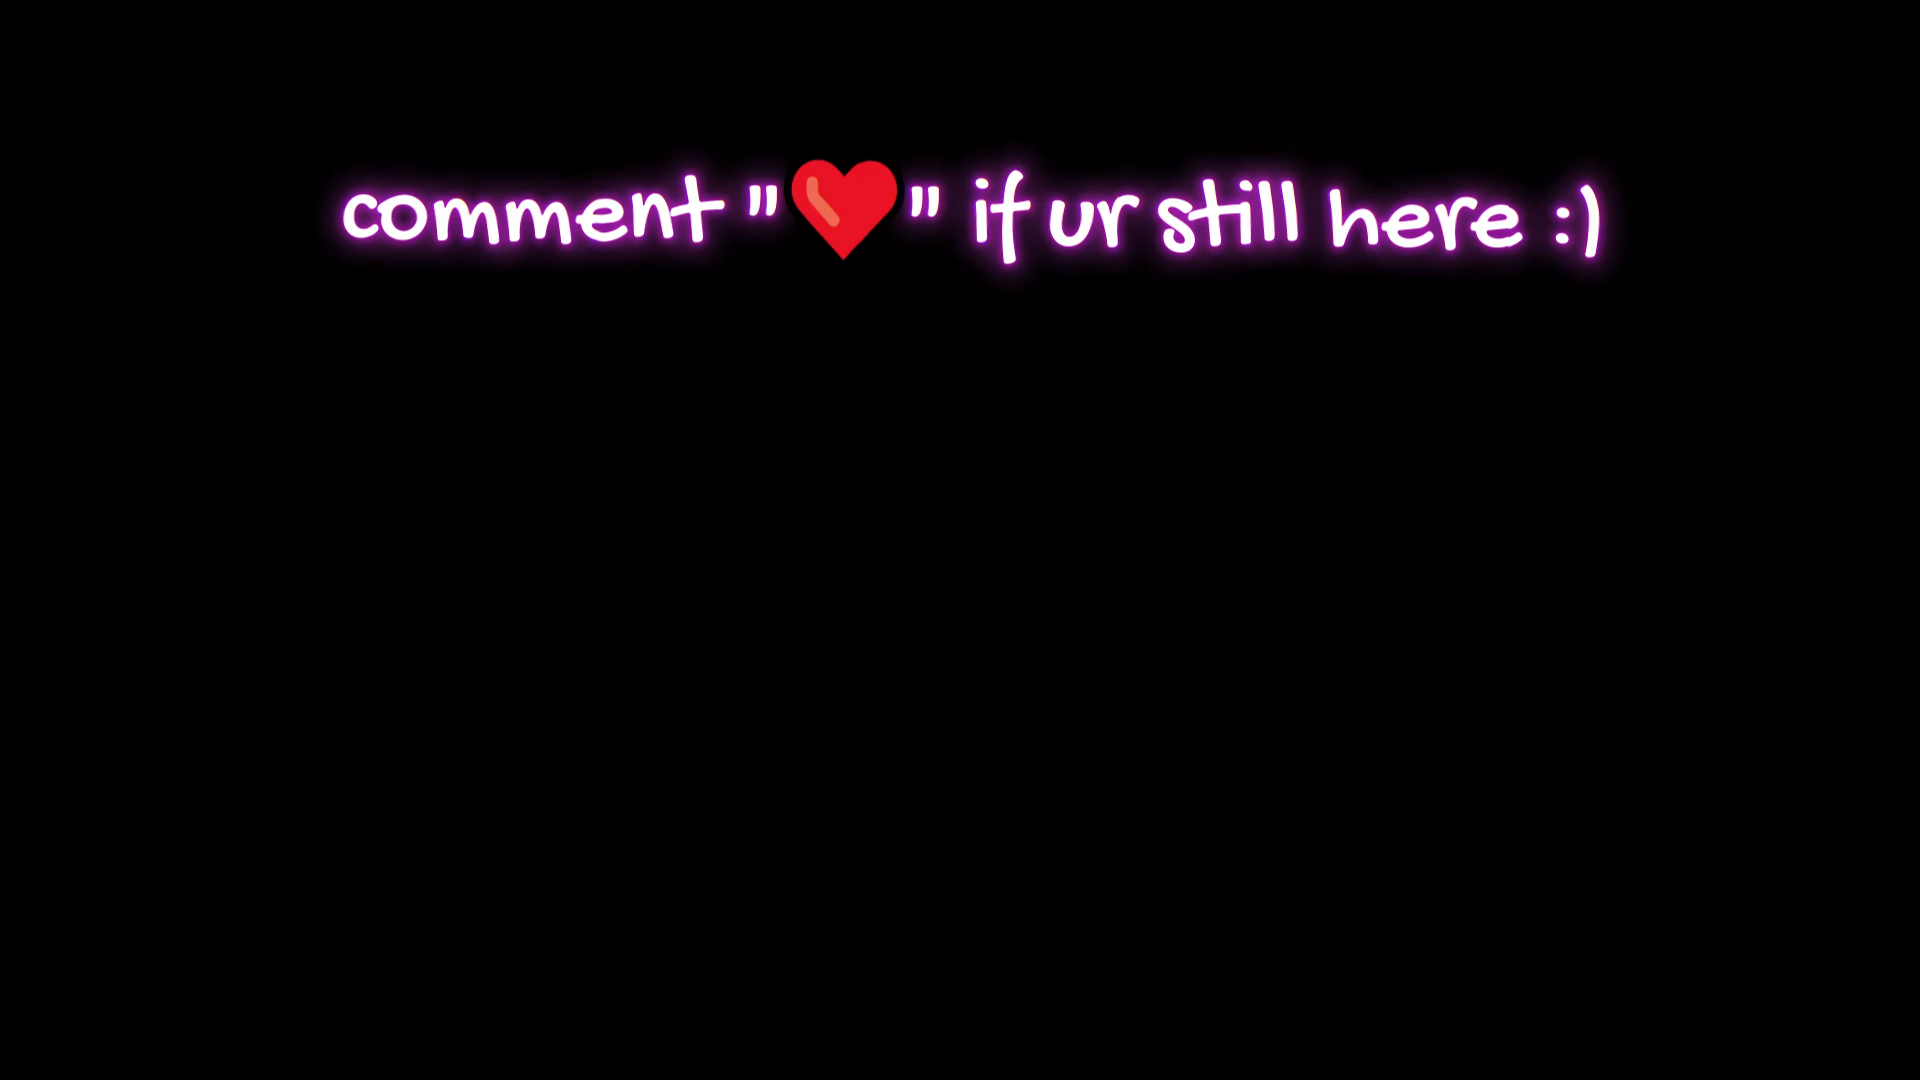 comment "❤️" if ur still here :)